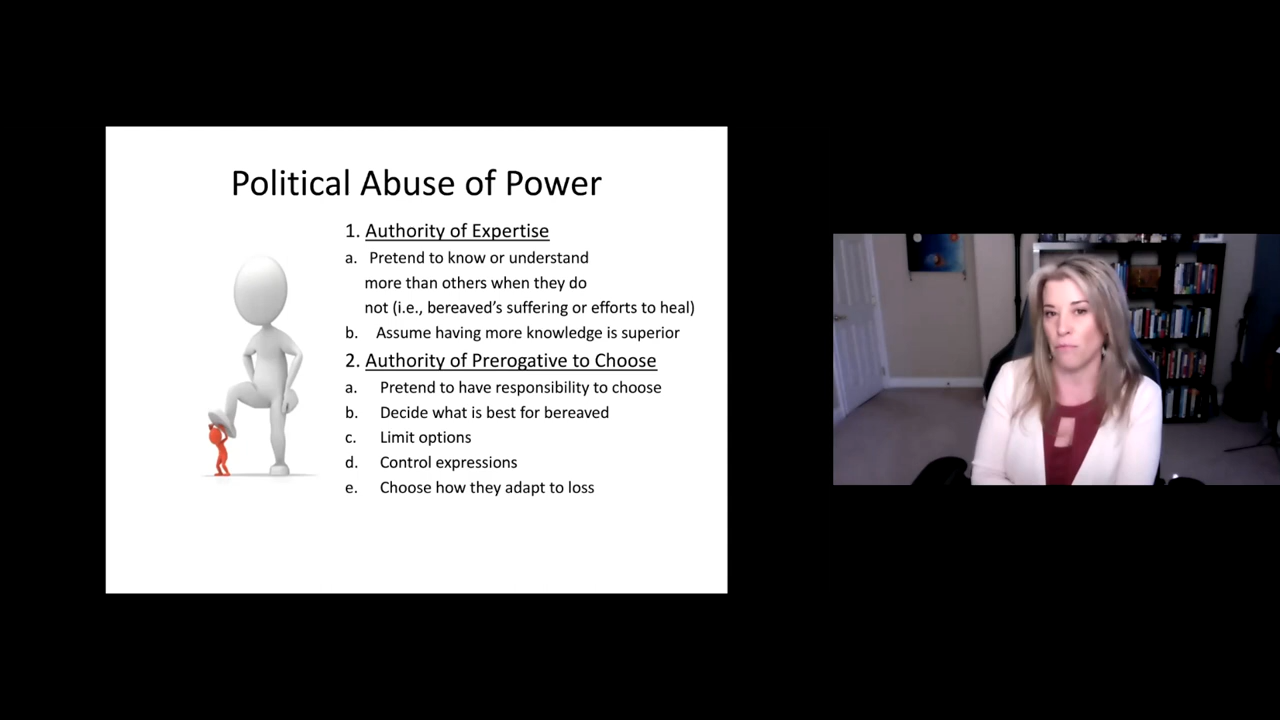 Political Abuse of Power
1. Authority of Expertise
a. Pretend to know or understand
more than others when they do
not (i.e., bereaved’s suffering or efforts to heal)
b. Assume having more knowledge is superior
2. Authority of Prerogative to Choose
a. Pretend to have responsibility to choose
b. Decide what is best for bereaved
c. Limit options
d. Control expressions
e. Choose how they adapt to loss